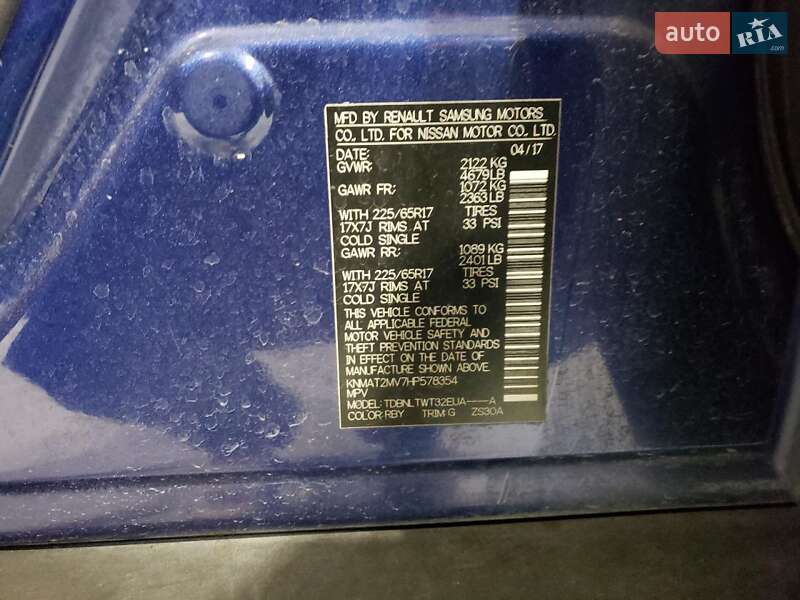 auto RIA .com
MFD BY RENAULT SAMSUNG MOTORS
CO., LTD. FOR NISSAN MOTOR CO., LTD.
DATE: 04/17
GVWR: 2122 KG
4679 LB
GAWR FR: 1072 KG
2363 LB
WITH 225/65R17 TIRES
17X7J RIMS AT 33 PSI
COLD SINGLE
GAWR RR: 1089 KG
2401 LB
WITH 225/65R17 TIRES
17X7J RIMS AT 33 PSI
COLD SINGLE
THIS VEHICLE CONFORMS TO
ALL APPLICABLE FEDERAL
MOTOR VEHICLE SAFETY AND
THEFT PREVENTION STANDARDS
IN EFFECT ON THE DATE OF
MANUFACTURE SHOWN ABOVE.
KNMAT2MV7HP578354
MPV
MODEL: TDBNLTWT32EUA----A
COLOR: RBY TRIM: G ZS30A